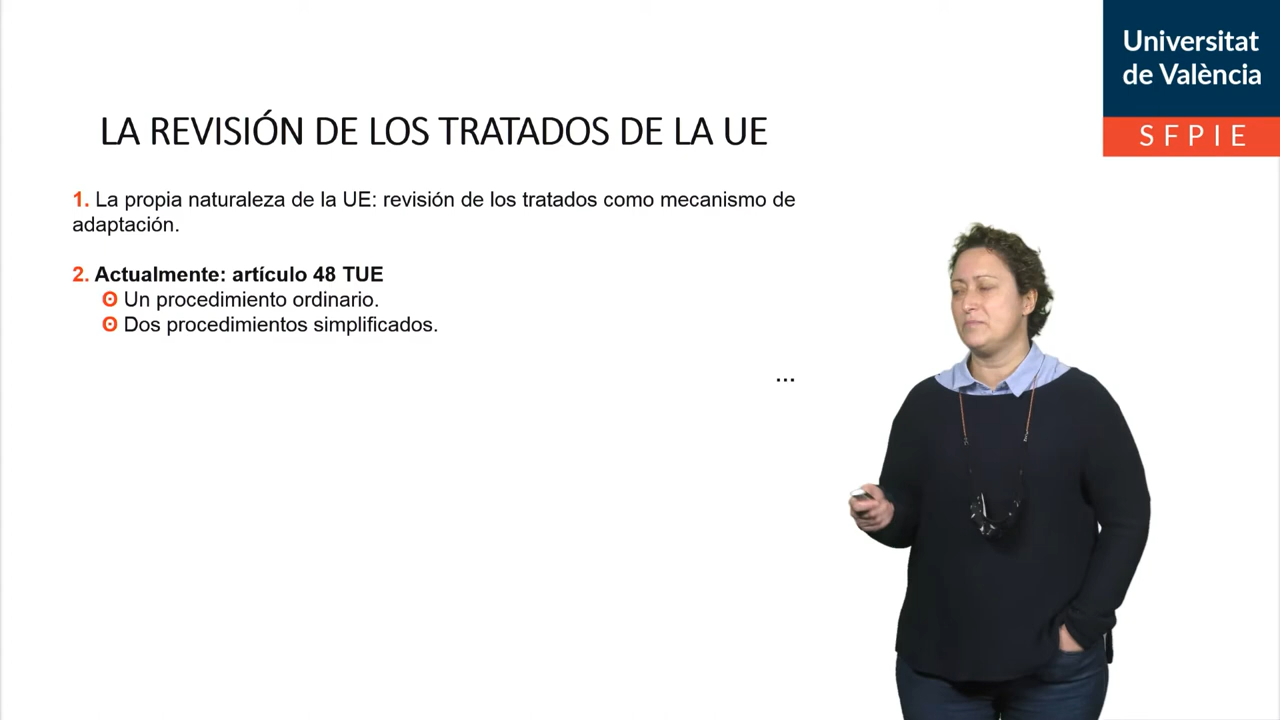 Universitat
de València
SFPIE
LA REVISIÓN DE LOS TRATADOS DE LA UE
1. La propia naturaleza de la UE: revisión de los tratados como mecanismo de
adaptación.
2. Actualmente: artículo 48 TUE
ʘ Un procedimiento ordinario.
ʘ Dos procedimientos simplificados.
...